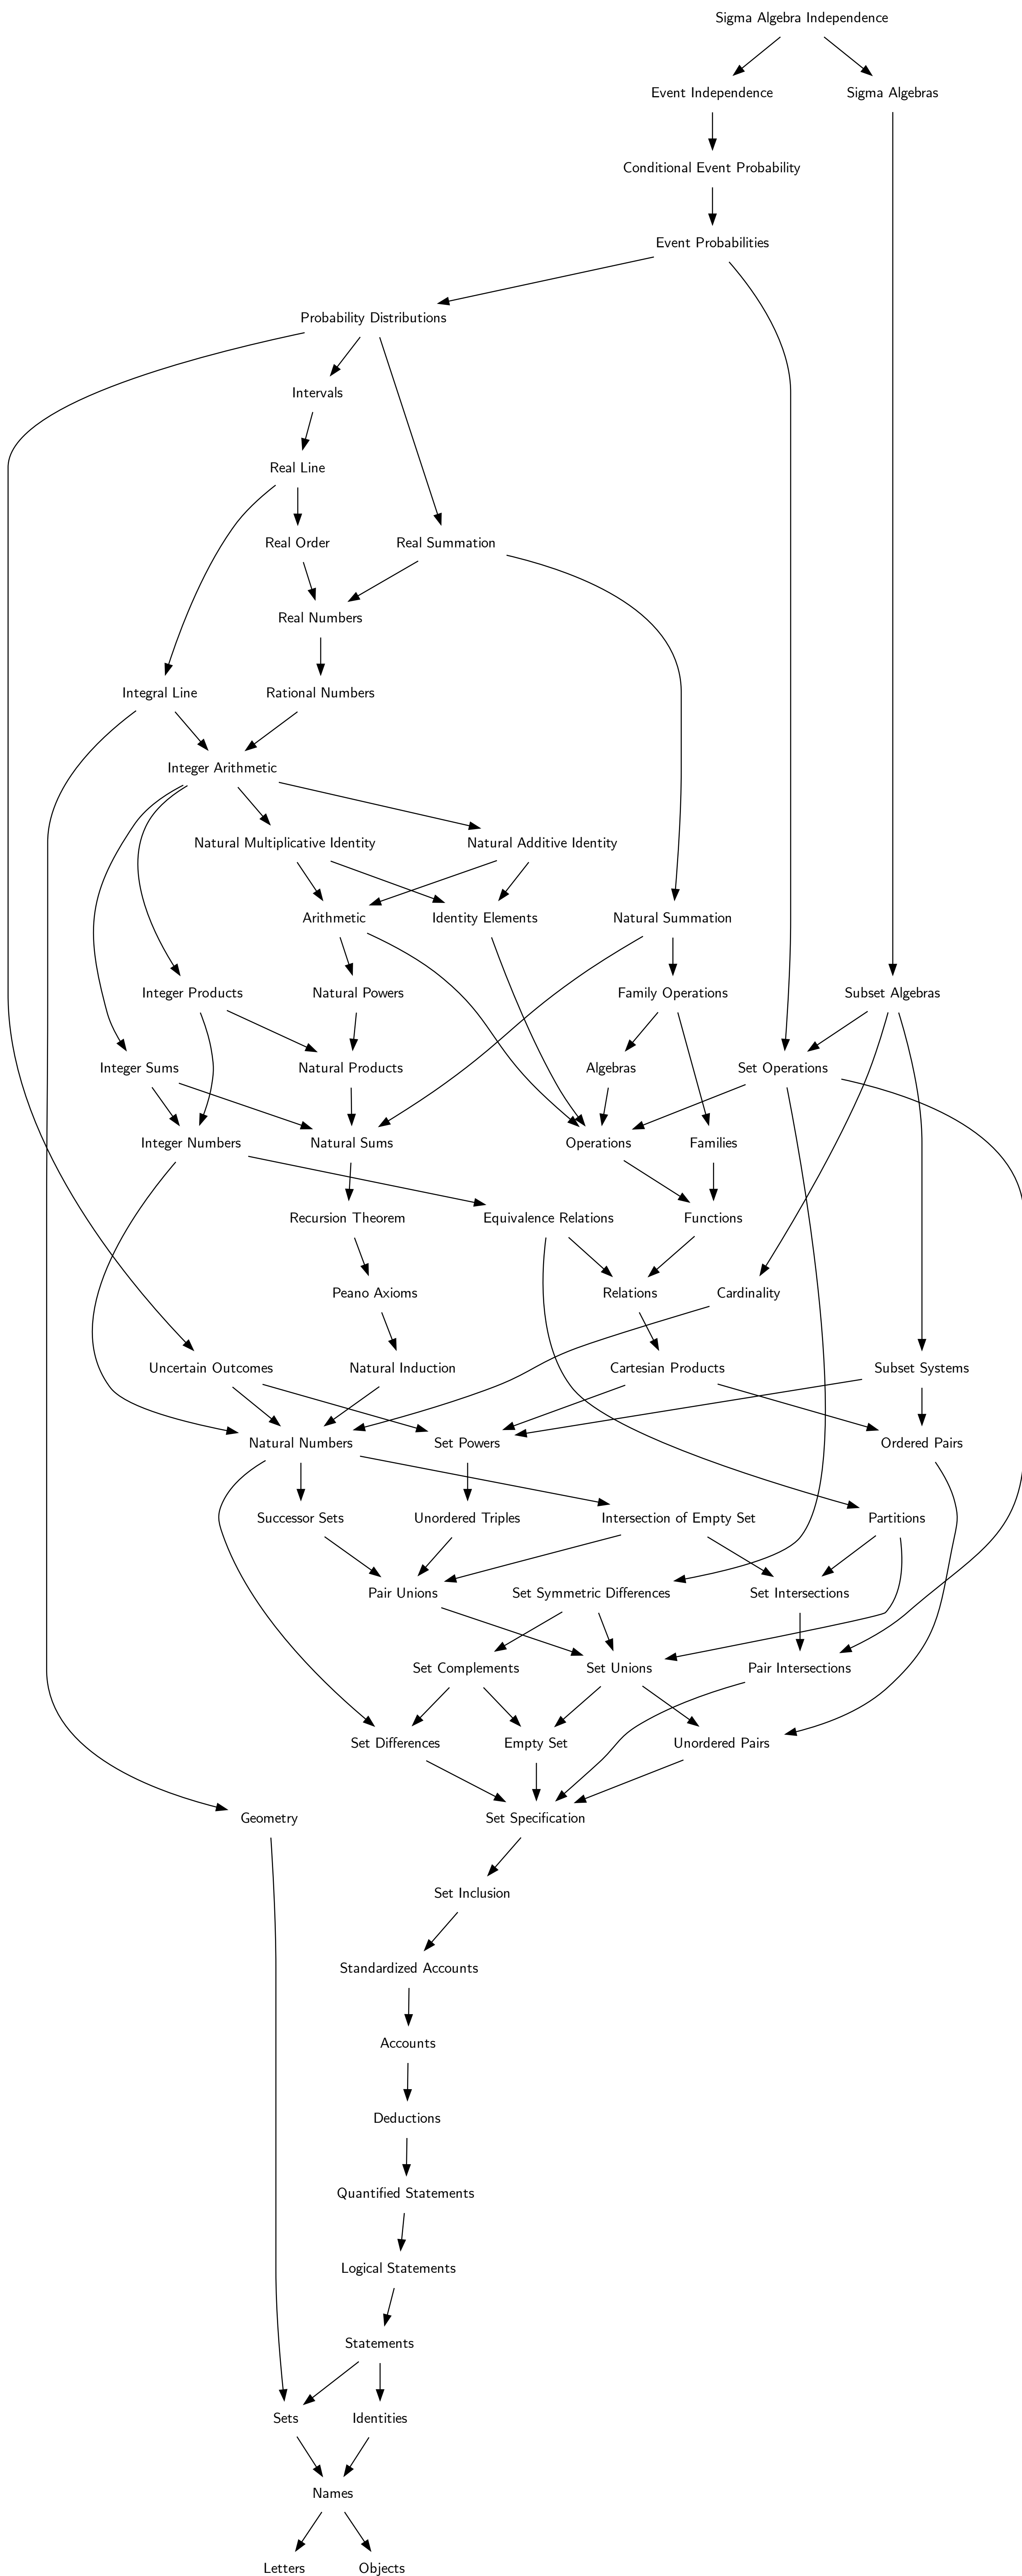 Sigma Algebra Independence
Event Independence
Sigma Algebras
Conditional Event Probability
Event Probabilities
Probability Distributions
Intervals
Real Line
Real Order
Real Summation
Real Numbers
Integral Line
Rational Numbers
Integer Arithmetic
Natural Multiplicative Identity
Natural Additive Identity
Arithmetic
Identity Elements
Natural Summation
Integer Products
Natural Powers
Family Operations
Subset Algebras
Integer Sums
Natural Products
Algebras
Set Operations
Integer Numbers
Natural Sums
Operations
Families
Recursion Theorem
Equivalence Relations
Functions
Peano Axioms
Relations
Cardinality
Uncertain Outcomes
Natural Induction
Cartesian Products
Subset Systems
Natural Numbers
Set Powers
Ordered Pairs
Successor Sets
Unordered Triples
Intersection of Empty Set
Partitions
Pair Unions
Set Symmetric Differences
Set Intersections
Set Complements
Set Unions
Pair Intersections
Set Differences
Empty Set
Unordered Pairs
Geometry
Set Specification
Set Inclusion
Standardized Accounts
Accounts
Deductions
Quantified Statements
Logical Statements
Statements
Sets
Identities
Names
Letters
Objects